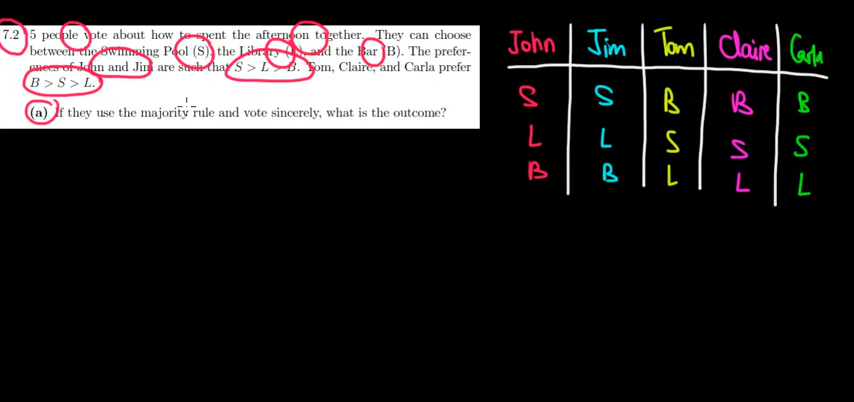 7.2 5 people vote about how to spent the afternoon together. They can choose
between the Swimming Pool (S), the Library (L), and the Bar (B). The prefer-
ences of John and Jim are such that S > L > B. Tom, Claire, and Carla prefer
B > S > L.
(a) If they use the majority rule and vote sincerely, what is the outcome?
John Jim Tom Claire Carla
S S B B B
L L S S S
B B L L L